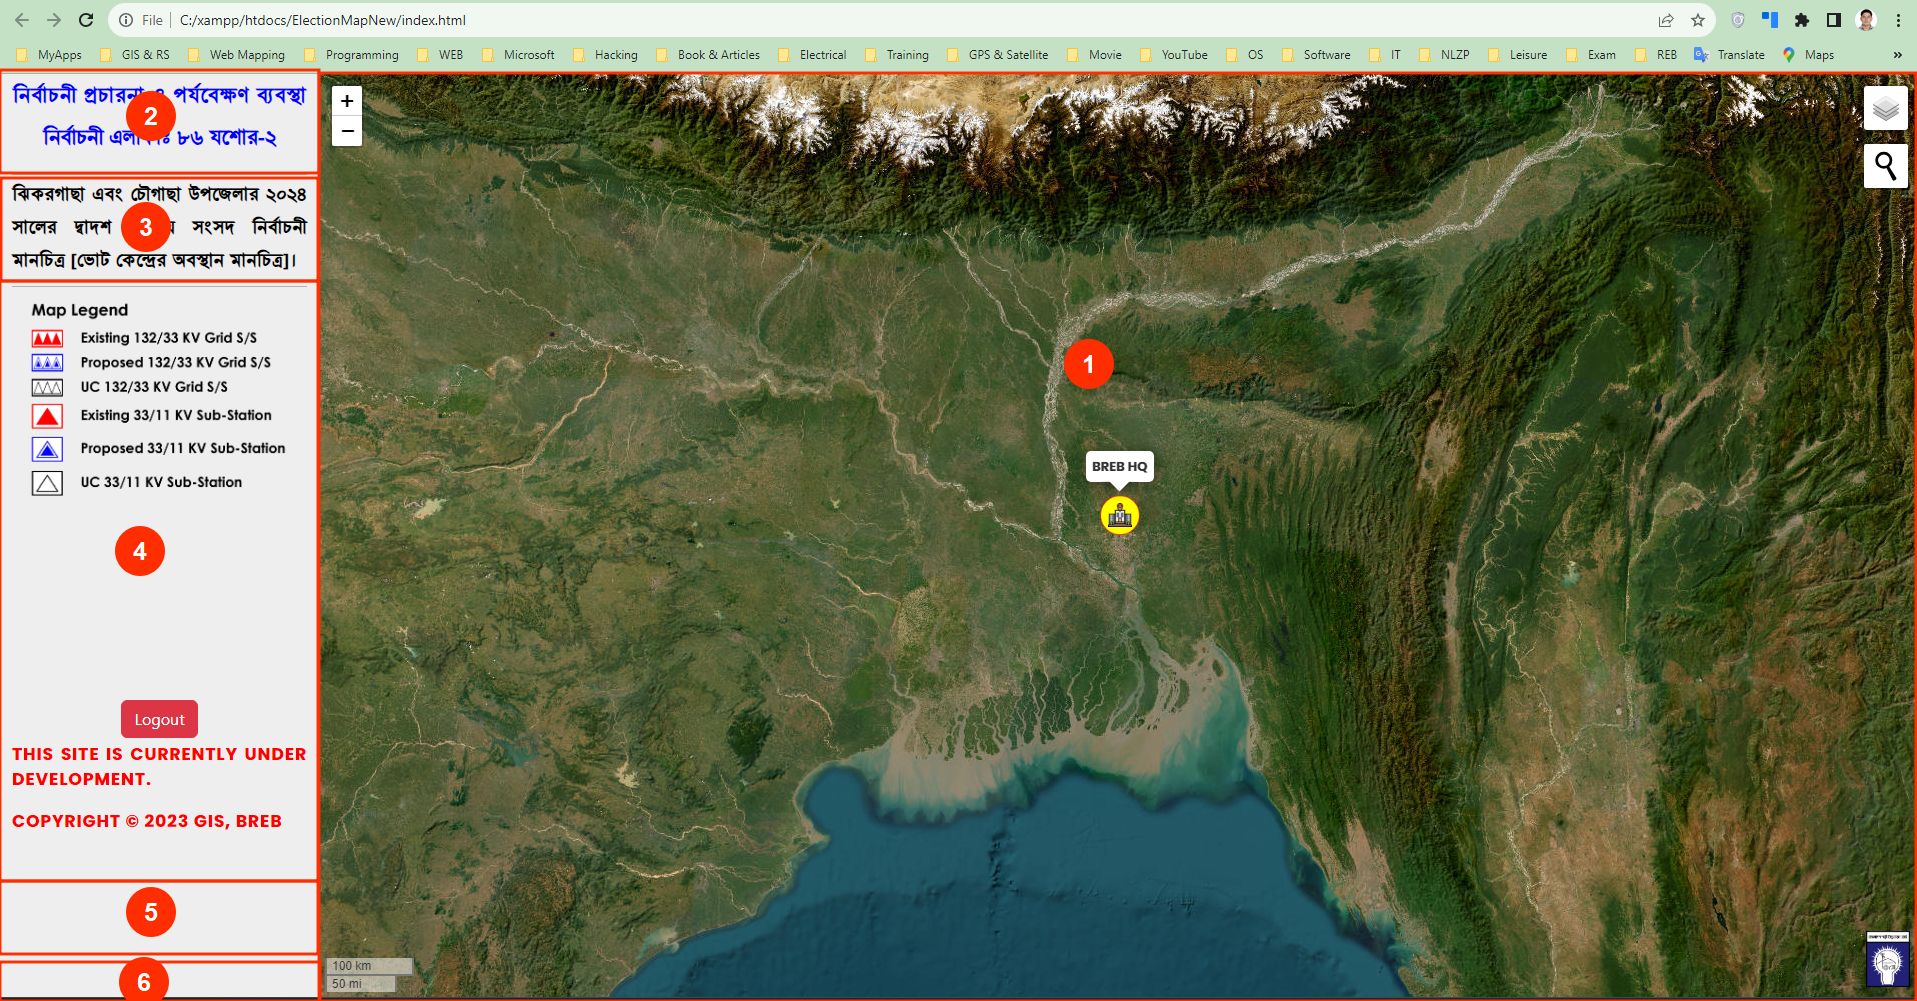 File
C:/xampp/htdocs/ElectionMapNew/index.html
MyApps
GIS & RS
Web Mapping
Programming
WEB
Microsoft
Hacking
Book & Articles
Electrical
Training
GPS & Satellite
Movie
YouTube
OS
Software
IT
NLZP
Leisure
Exam
REB
Translate
Maps
»
নির্বাচনী ও পর্যবেক্ষণ ব্যবস্থা
2
নির্বাচনী ৮৬ যশোর-২
ঝিকরগাছা এবং চৌগাছা উপজেলার ২০২৪
সালের দ্বাদশ সংসদ নির্বাচনী
3
মানচিত্র [ভোট কেন্দ্রের অবস্থান মানচিত্র]।
Map Legend
Existing 132/33 KV Grid S/S
Proposed 132/33 KV Grid S/S
UC 132/33 KV Grid S/S
Existing 33/11 KV Sub-Station
Proposed 33/11 KV Sub-Station
UC 33/11 KV Sub-Station
4
Logout
THIS SITE IS CURRENTLY UNDER
DEVELOPMENT.
COPYRIGHT © 2023 GIS, BREB
5
6
+
−
1
BREB HQ
100 km
50 mi